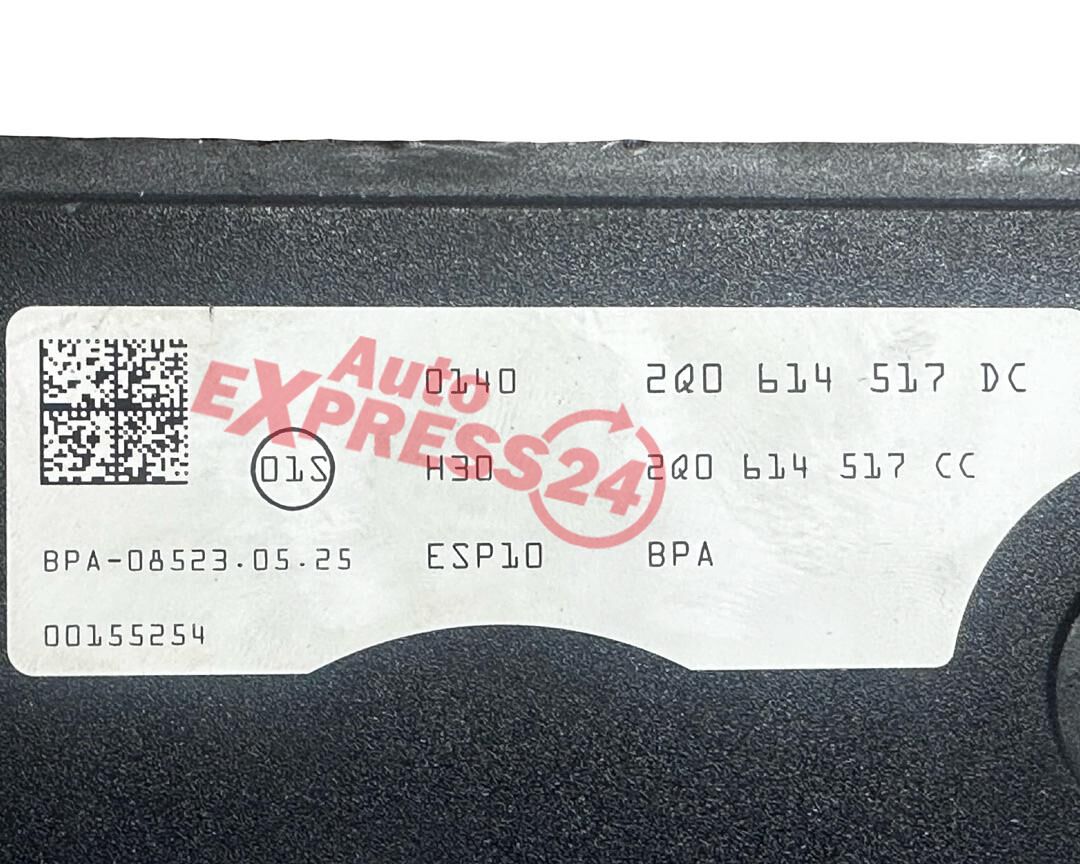 Auto
EXPRESS24
0140 2Q0 614 517 DC
01S H30 2Q0 614 517 CC
BPA-08523.05.25 ESP10 BPA
00155254